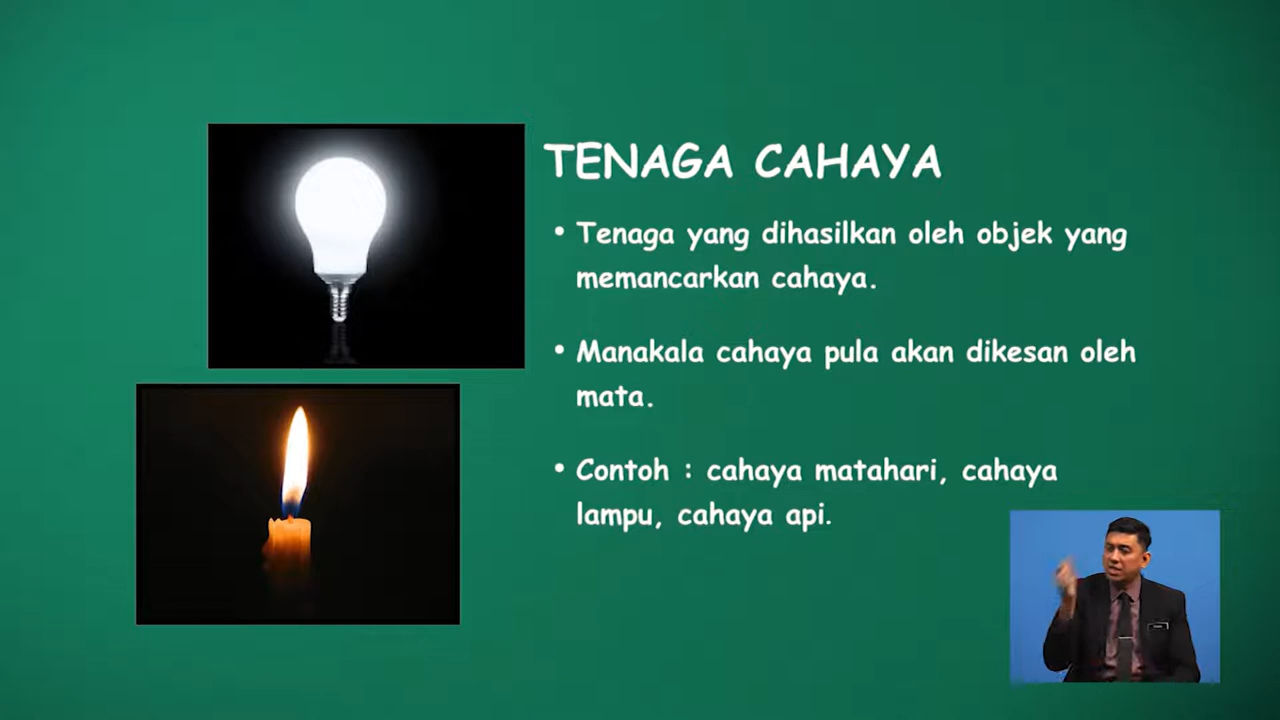 TENAGA CAHAYA
• Tenaga yang dihasilkan oleh objek yang
memancarkan cahaya.
• Manakala cahaya pula akan dikesan oleh
mata.
• Contoh : cahaya matahari, cahaya
lampu, cahaya api.